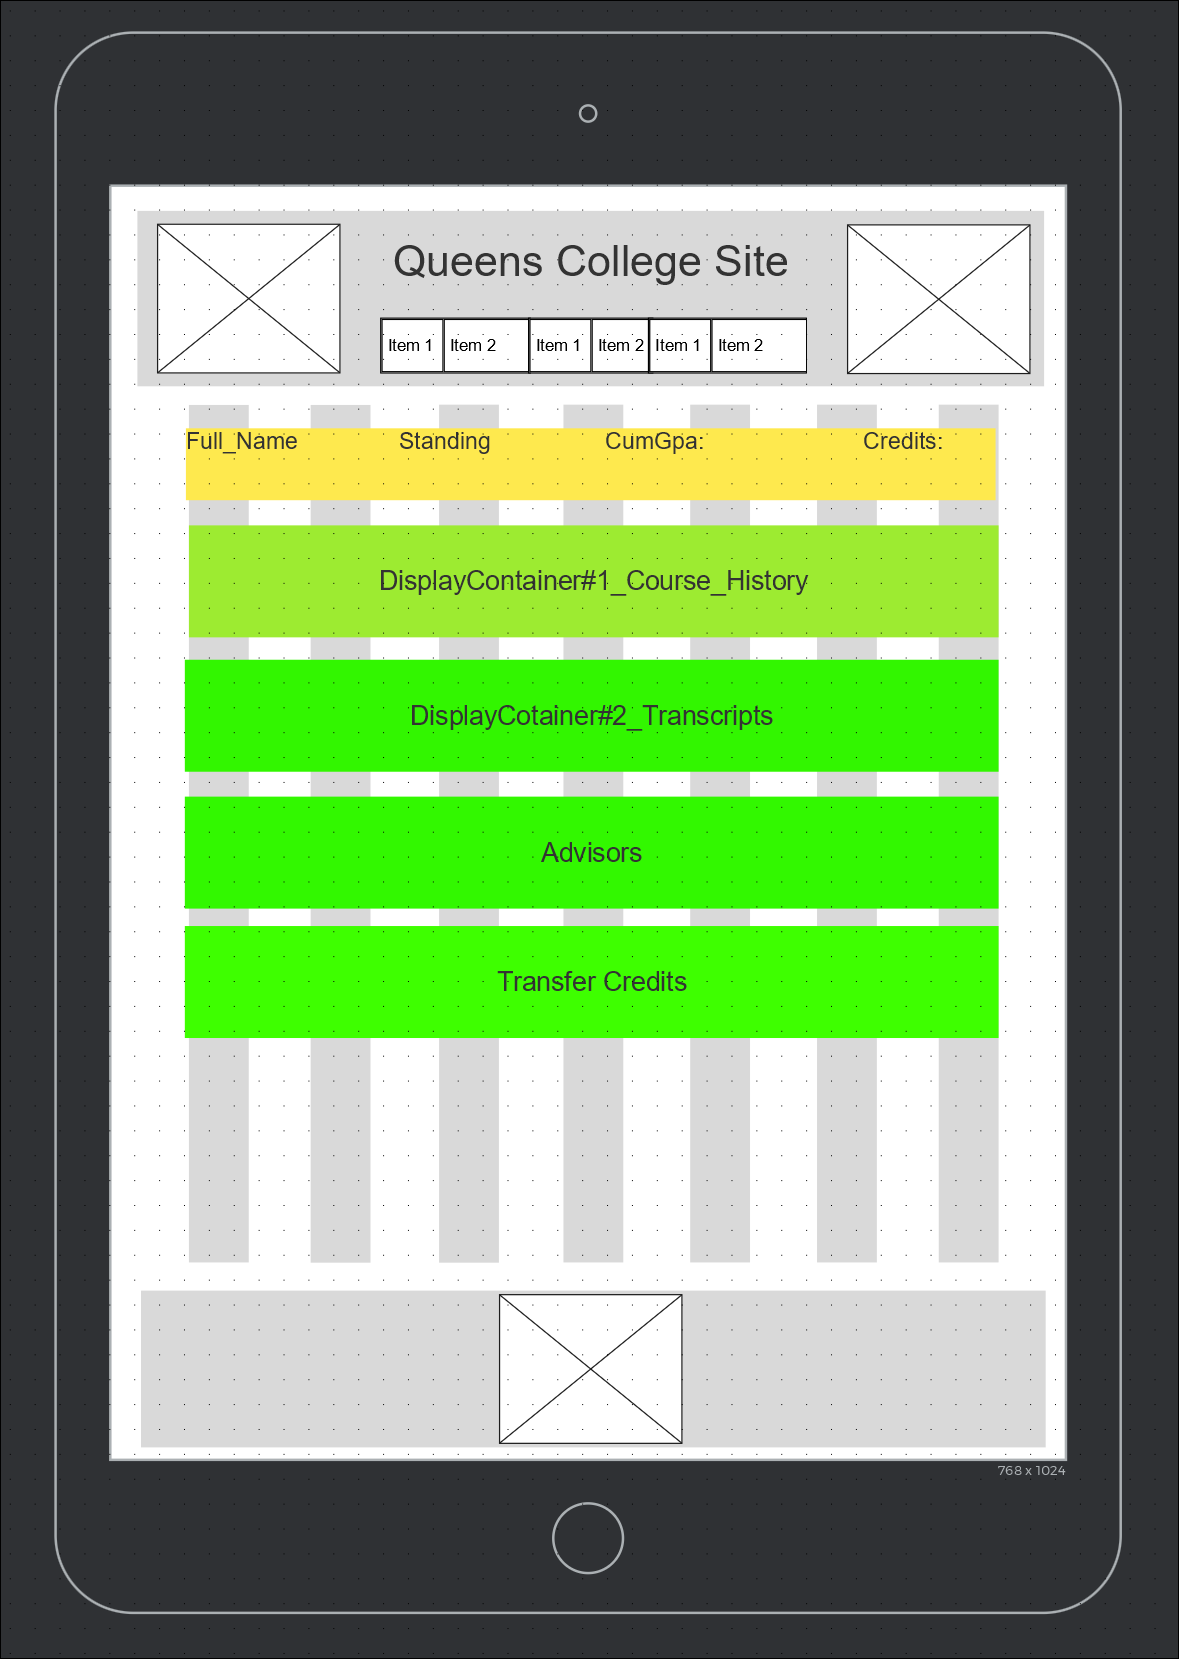 Queens College Site
Item 1 Item 2 Item 1 Item 2 Item 1 Item 2
Full_Name Standing CumGpa: Credits:
DisplayContainer#1_Course_History
DisplayCotainer#2_Transcripts
Advisors
Transfer Credits
768 x 1024